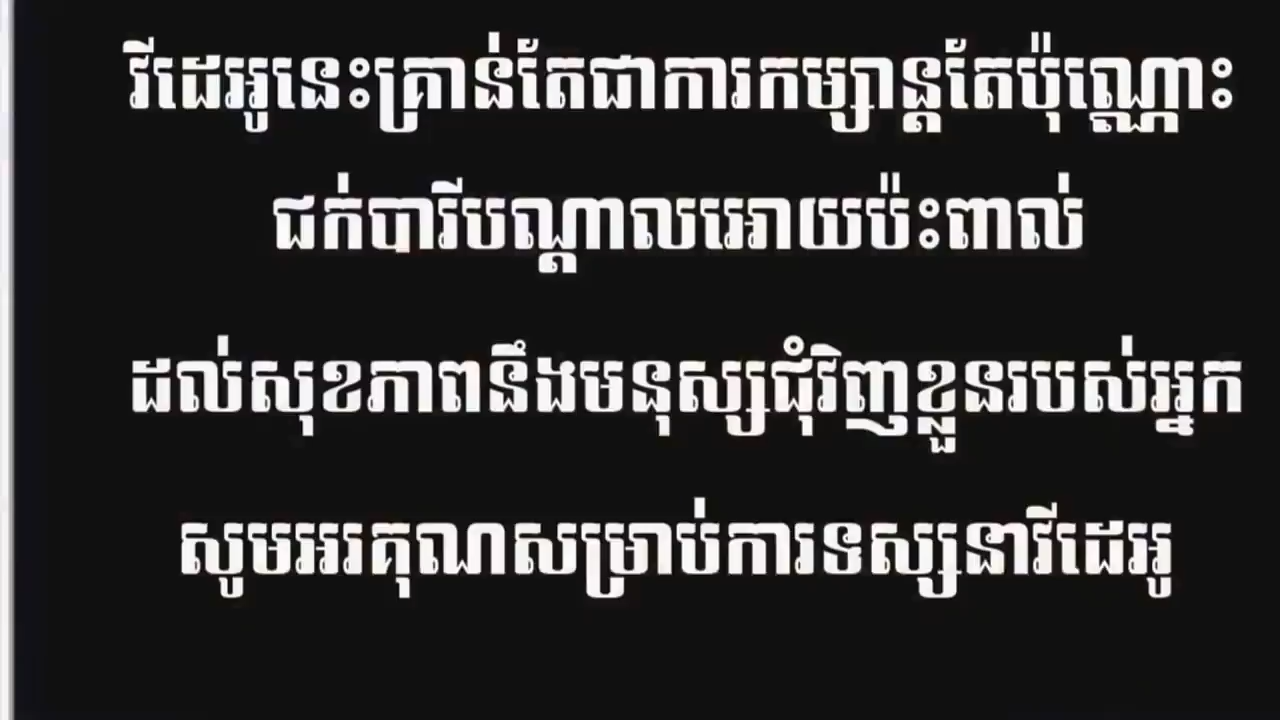 វីដេអូនេះគ្រាន់តែជាការកម្សាន្តតែប៉ុណ្ណោះ
ជក់បារីបណ្តាលអោយប៉ះពាល់
ដល់សុខភាពនឹងមនុស្សជុំវិញខ្លួនរបស់អ្នក
សូមអរគុណសម្រាប់ការទស្សនាវីដេអូ